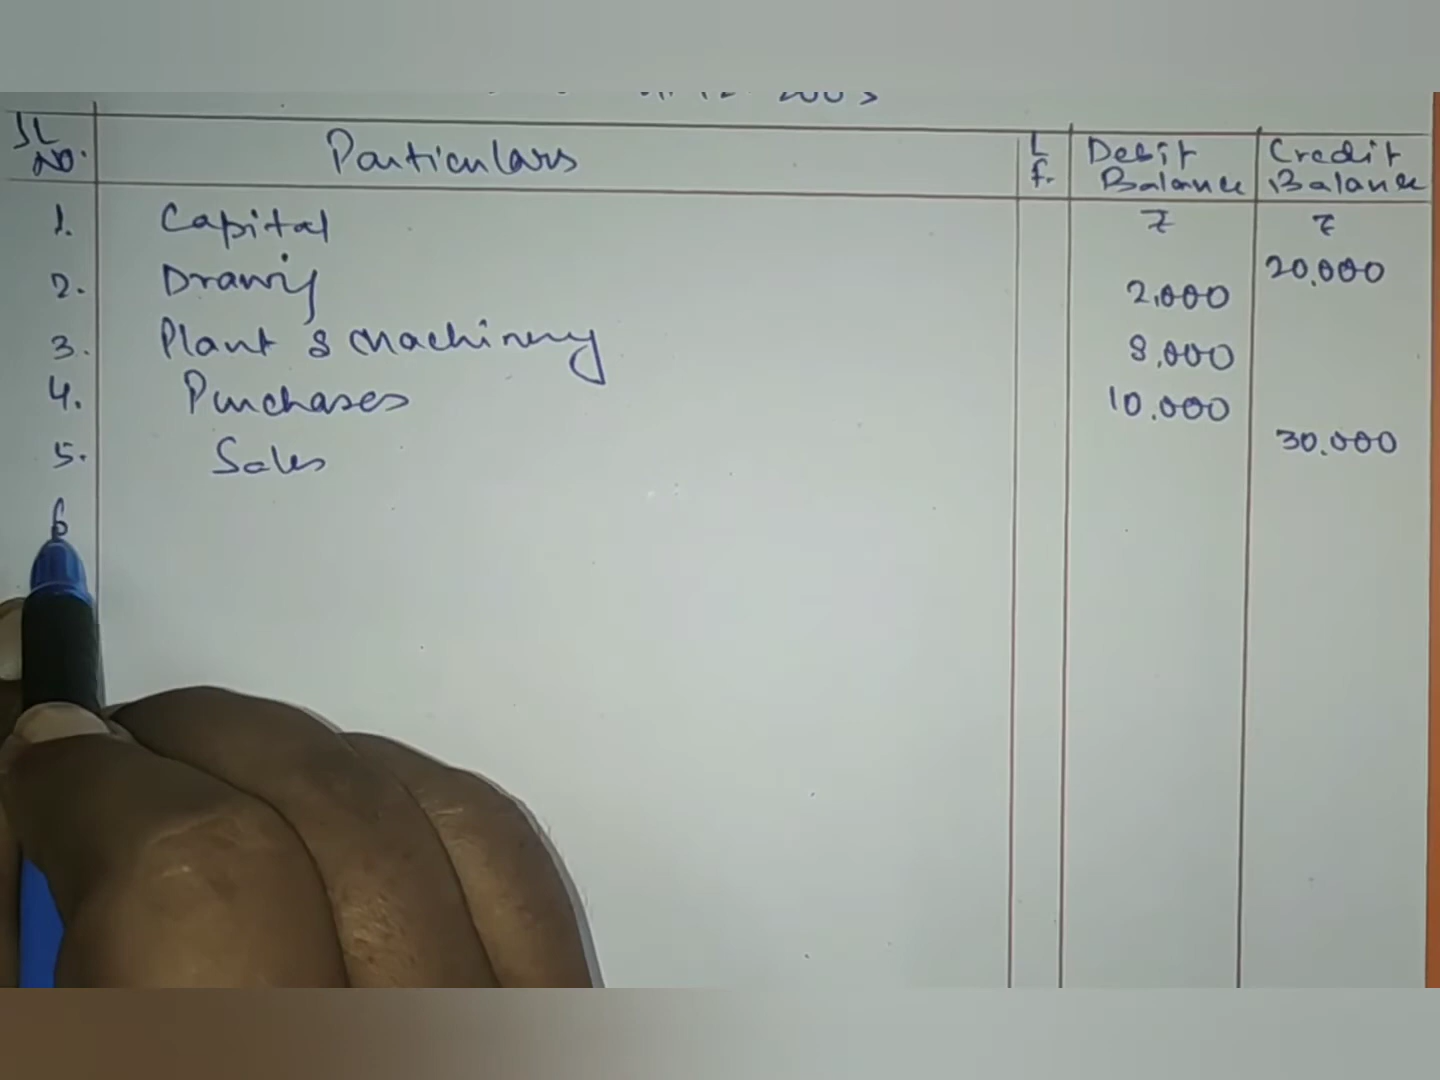 SL NO. Particulars L f. Debit Balance Credit Balance
1. Capital ₹ ₹
20,000
2. Drawig 2,000
3. Plant & Machinery 8,000
4. Purchases 10,000
5. Sales 30,000
6